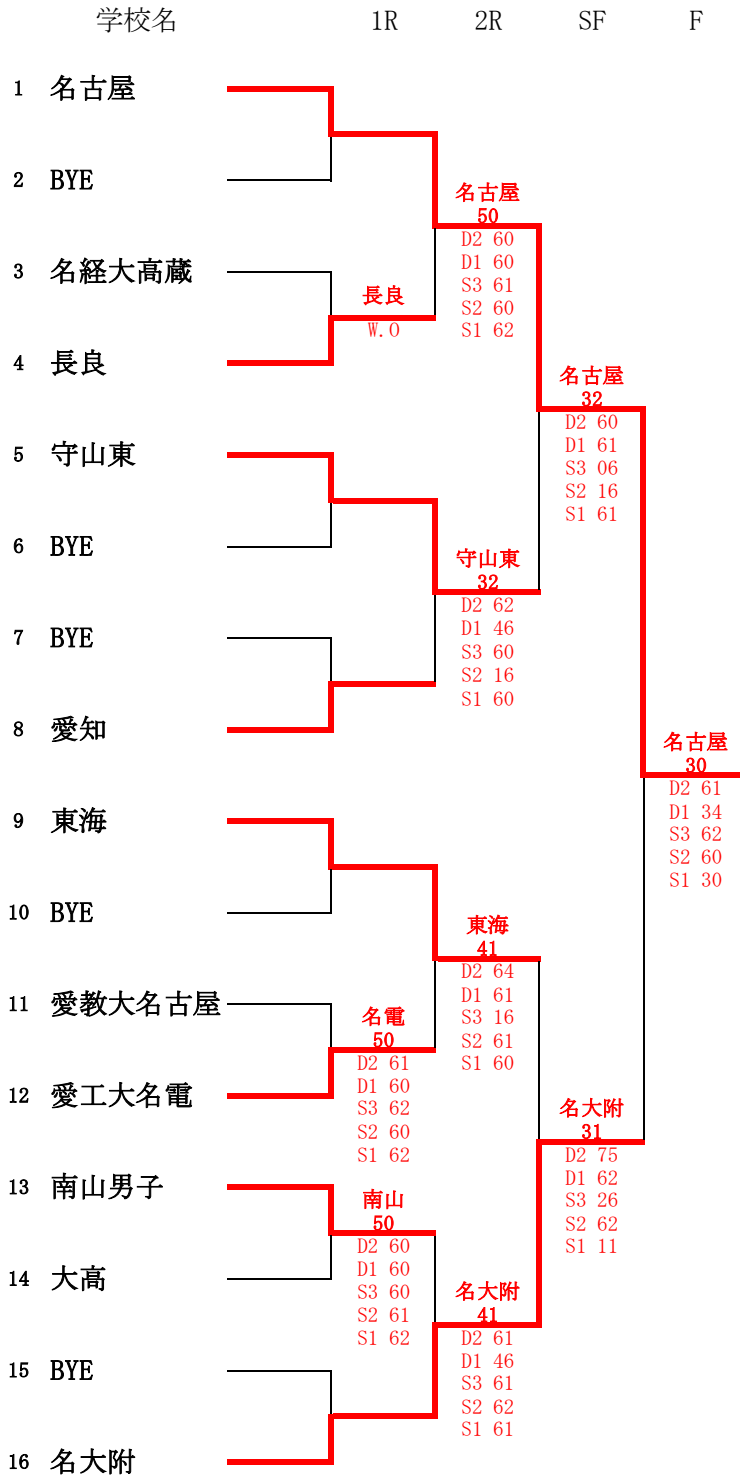 学校名 1R 2R SF F
1 名古屋
2 BYE
3 名経大高蔵
4 長良
5 守山東
6 BYE
7 BYE
8 愛知
9 東海
10 BYE
11 愛教大名古屋
12 愛工大名電
13 南山男子
14 大高
15 BYE
16 名大附
長良
W.O
名電
50
D2 61
D1 60
S3 62
S2 60
S1 62
南山
50
D2 60
D1 60
S3 60
S2 61
S1 62
名古屋
50
D2 60
D1 60
S3 61
S2 60
S1 62
守山東
32
D2 62
D1 46
S3 60
S2 16
S1 60
東海
41
D2 64
D1 61
S3 16
S2 61
S1 60
名大附
41
D2 61
D1 46
S3 61
S2 62
S1 61
名古屋
32
D2 60
D1 61
S3 06
S2 16
S1 61
名大附
31
D2 75
D1 62
S3 26
S2 62
S1 11
名古屋
30
D2 61
D1 34
S3 62
S2 60
S1 30